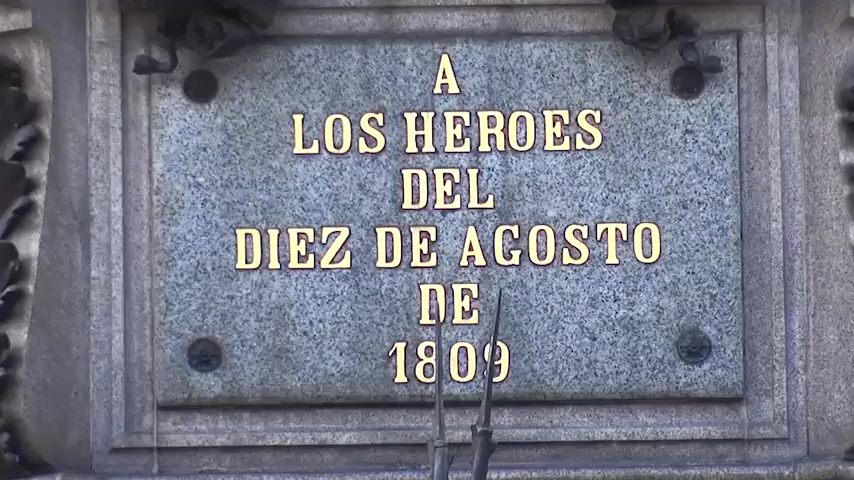 A
LOS HEROES
DEL
DIEZ DE AGOSTO
DE
1809